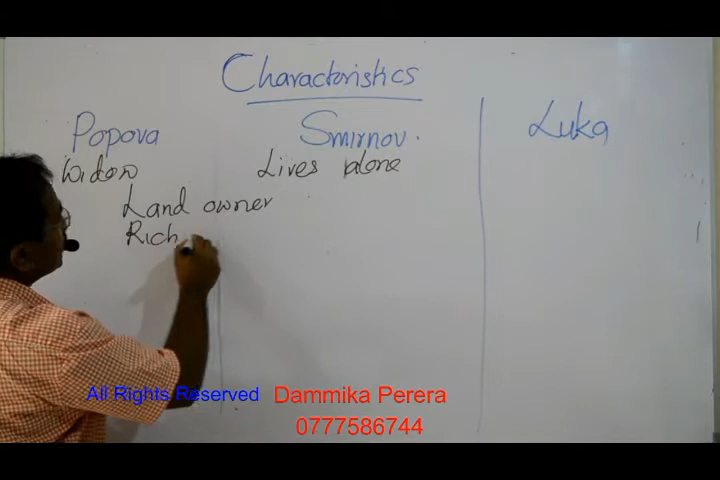 Characteristics
Popova Smirnov. Luka
Widow Lives alone
Land owner
Rich
All Rights Reserved Dammika Perera
0777586744